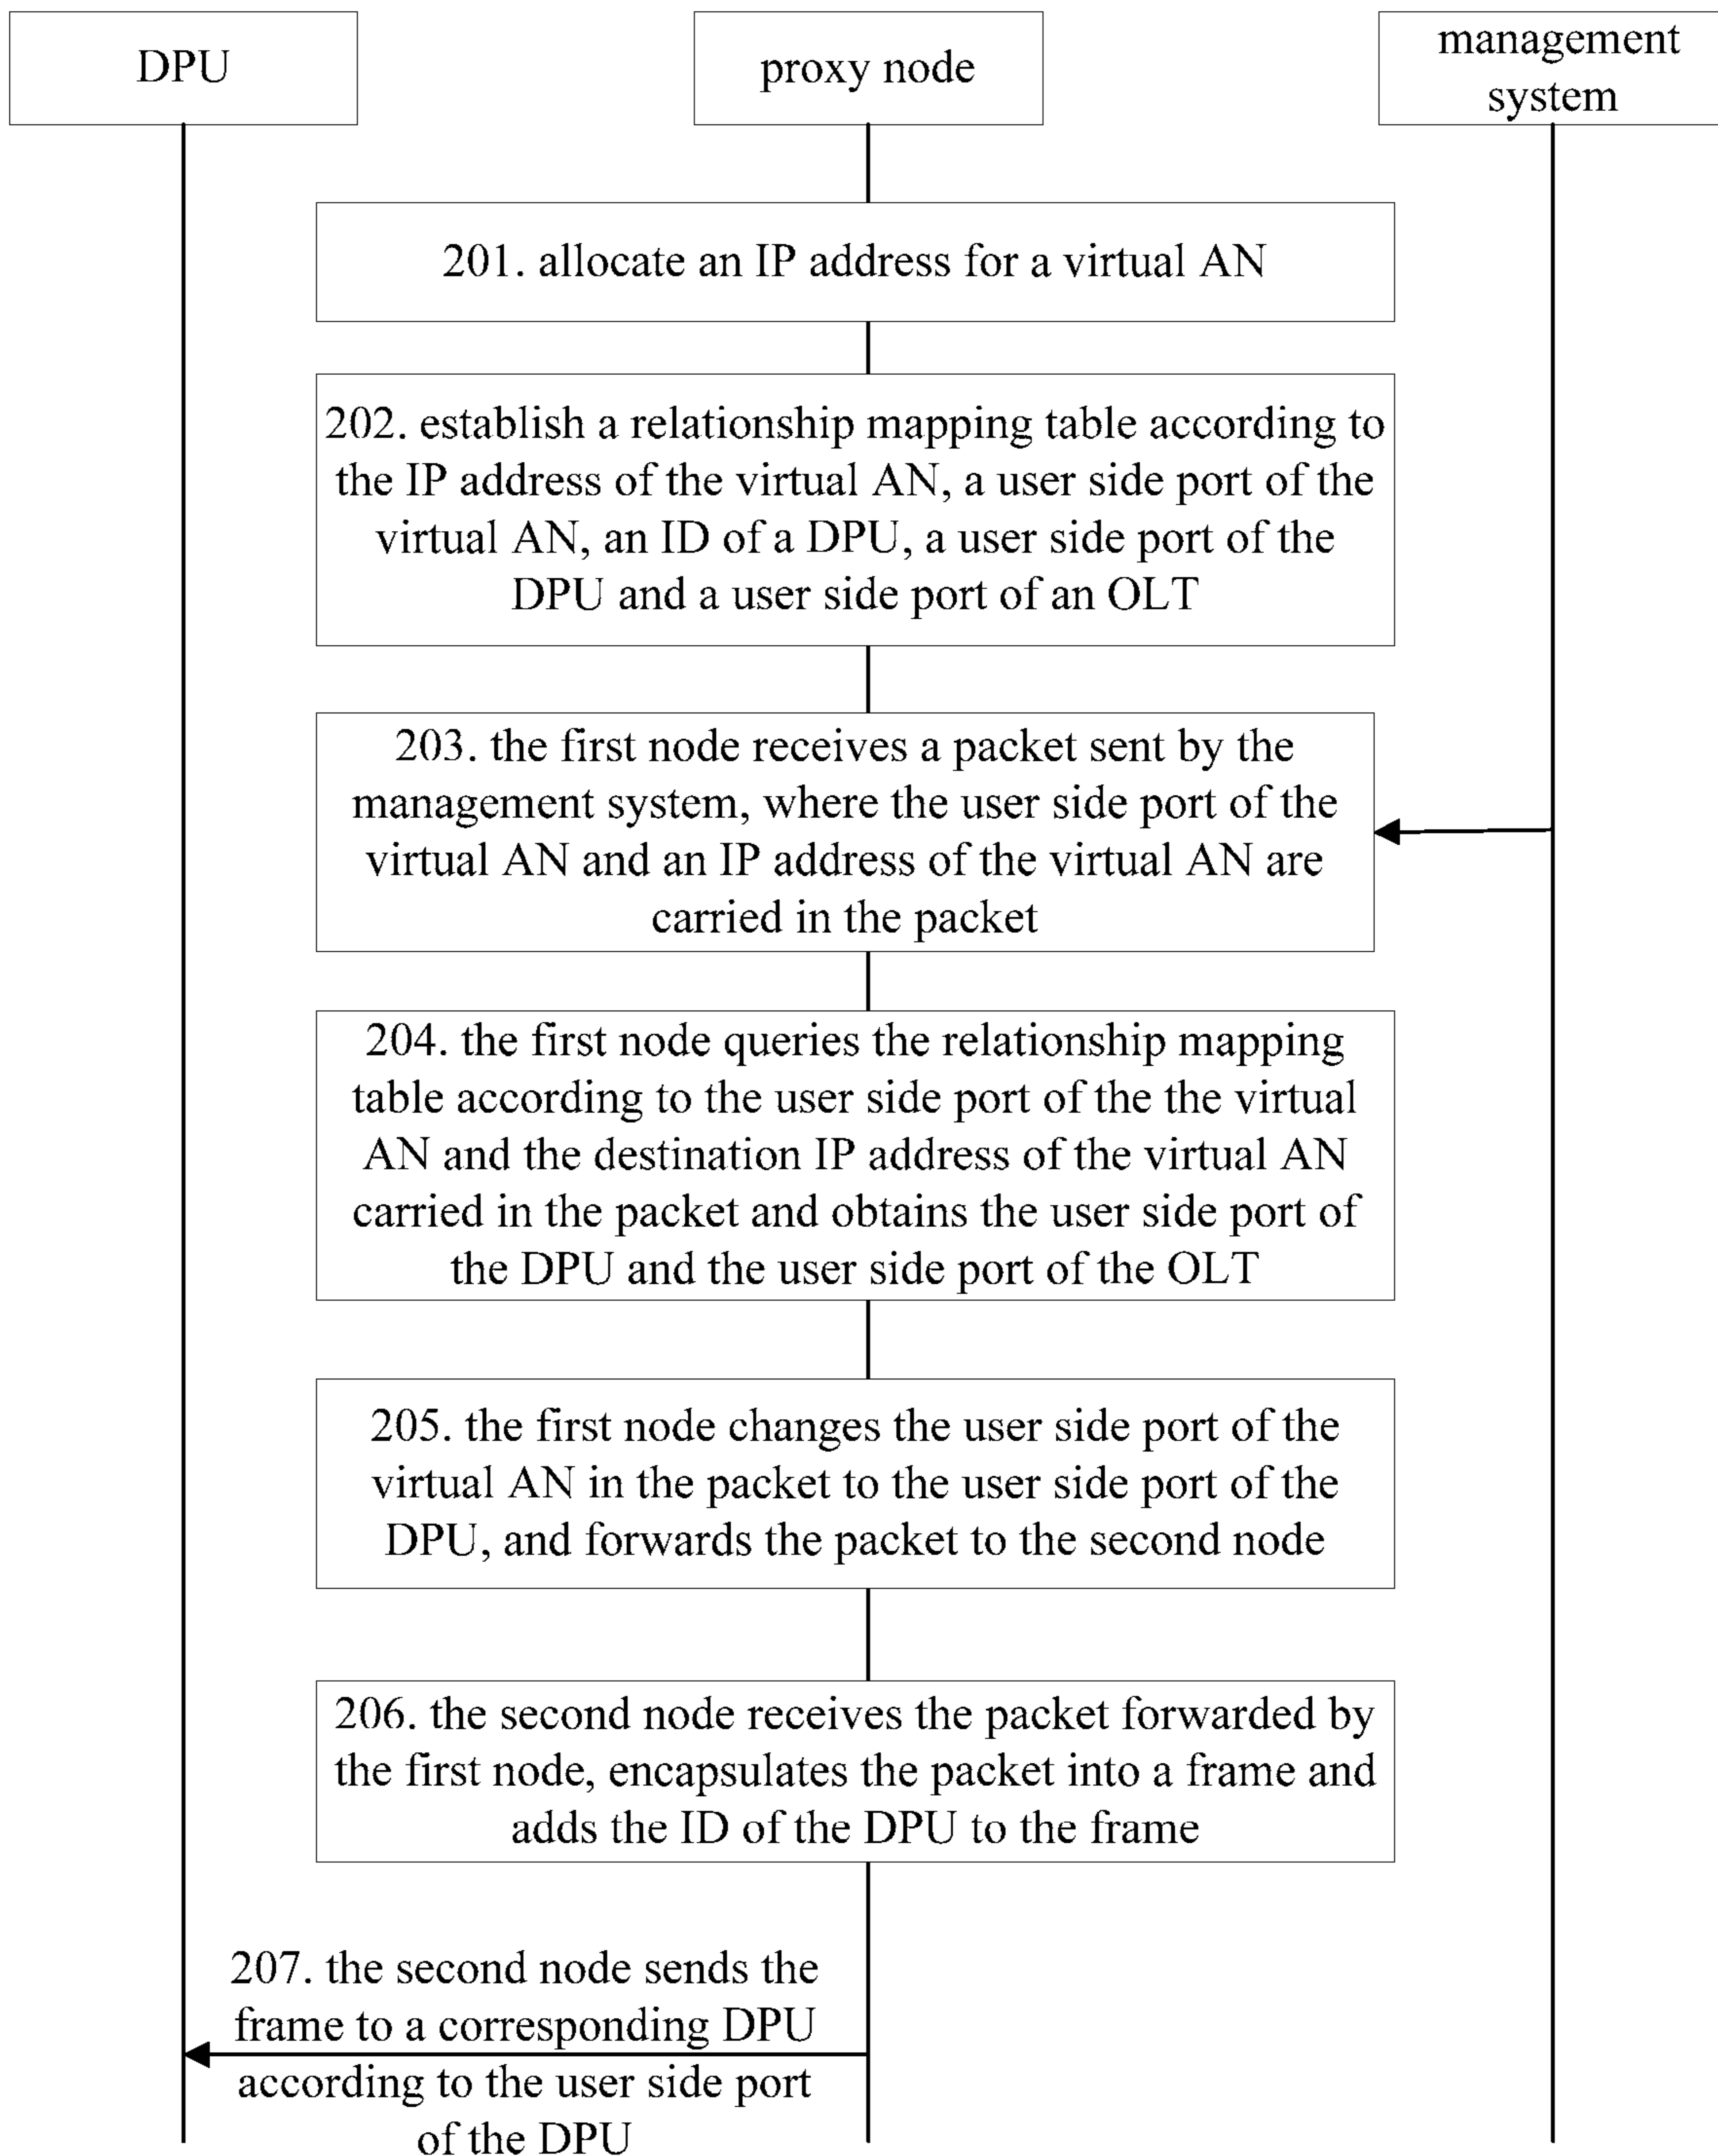 DPU
proxy node
management
system
201. allocate an IP address for a virtual AN
202. establish a relationship mapping table according to
the IP address of the virtual AN, a user side port of the
virtual AN, an ID of a DPU, a user side port of the
DPU and a user side port of an OLT
203. the first node receives a packet sent by the
management system, where the user side port of the
virtual AN and an IP address of the virtual AN are
carried in the packet
204. the first node queries the relationship mapping
table according to the user side port of the the virtual
AN and the destination IP address of the virtual AN
carried in the packet and obtains the user side port of
the DPU and the user side port of the OLT
205. the first node changes the user side port of the
virtual AN in the packet to the user side port of the
DPU, and forwards the packet to the second node
206. the second node receives the packet forwarded by
the first node, encapsulates the packet into a frame and
adds the ID of the DPU to the frame
207. the second node sends the
frame to a corresponding DPU
according to the user side port
of the DPU